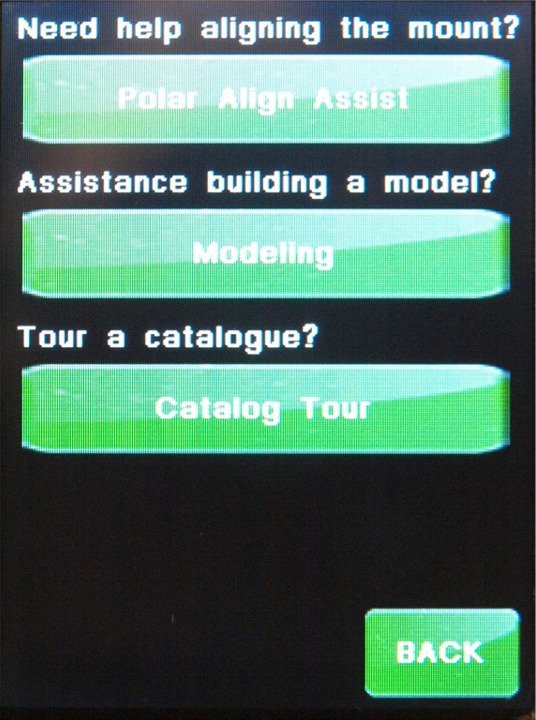 Need help aligning the mount?
Polar Align Assist
Assistance building a model?
Modeling
Tour a catalogue?
Catalog Tour
BACK